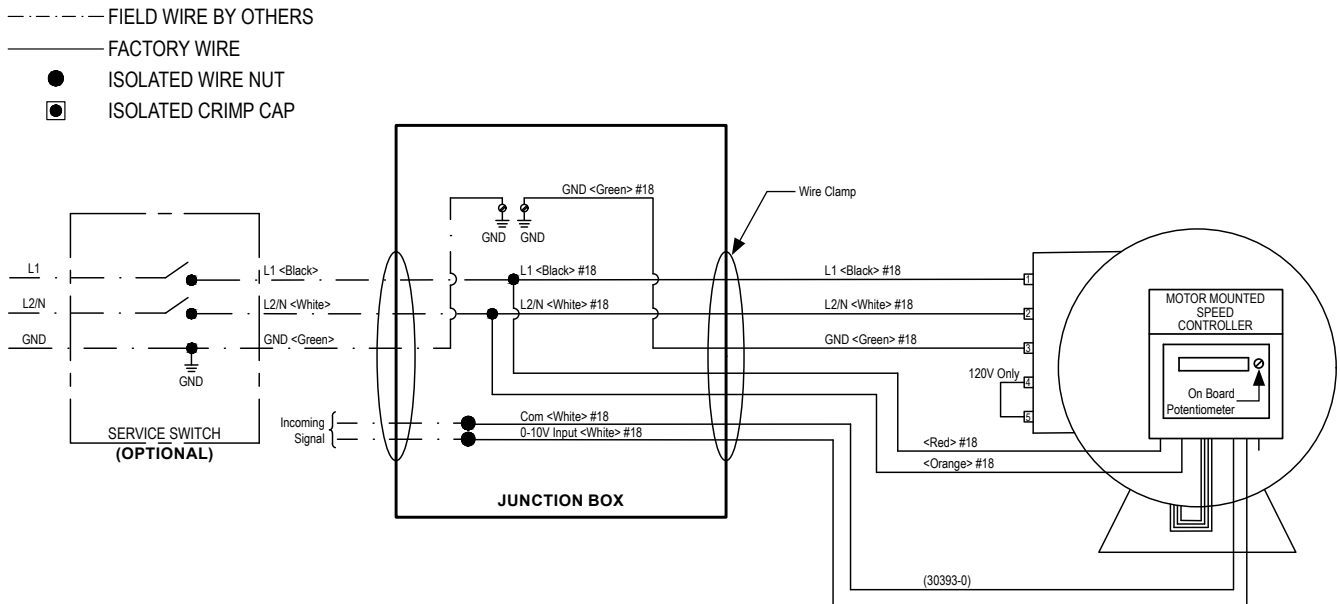 FIELD WIRE BY OTHERS
FACTORY WIRE
ISOLATED WIRE NUT
ISOLATED CRIMP CAP
GND <Green> #18
Wire Clamp
GND
GND
L1
L1 <Black>
L1 <Black> #18
L1 <Black> #18
1
L2/N
L2/N <White>
L2/N <White> #18
L2/N <White> #18
2
MOTOR MOUNTED
SPEED
CONTROLLER
GND
GND <Green>
GND <Green> #18
3
GND
120V Only
4
5
On Board
Potentiometer
Incoming
Signal
Com <White> #18
0-10V Input <White> #18
SERVICE SWITCH
(OPTIONAL)
<Red> #18
<Orange> #18
JUNCTION BOX
(30393-0)